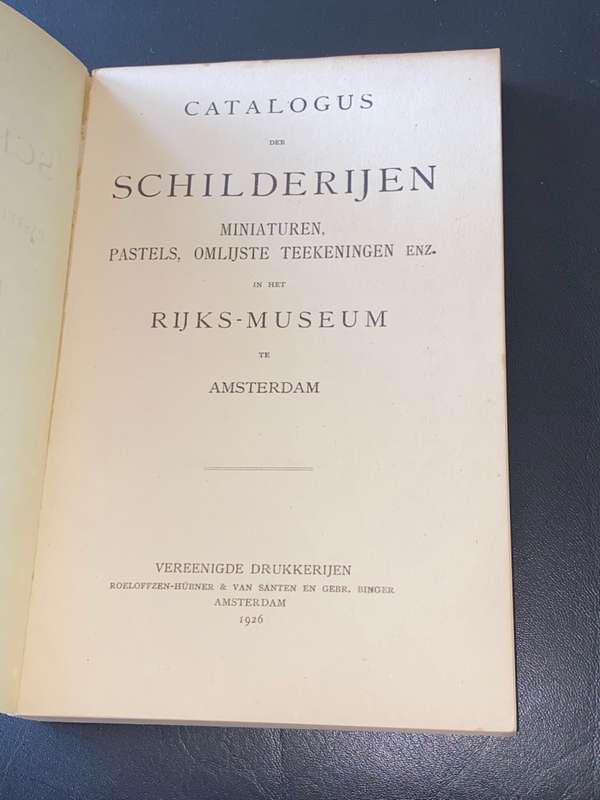 CATALOGUS
DER
SCHILDERIJEN
MINIATUREN,
PASTELS, OMLIJSTE TEEKENINGEN ENZ.
IN HET
RIJKS-MUSEUM
TE
AMSTERDAM
VEREENIGDE DRUKKERIJEN
ROELOFFZEN-HÜBNER & VAN SANTEN EN GEBR. BINGER
AMSTERDAM
1926